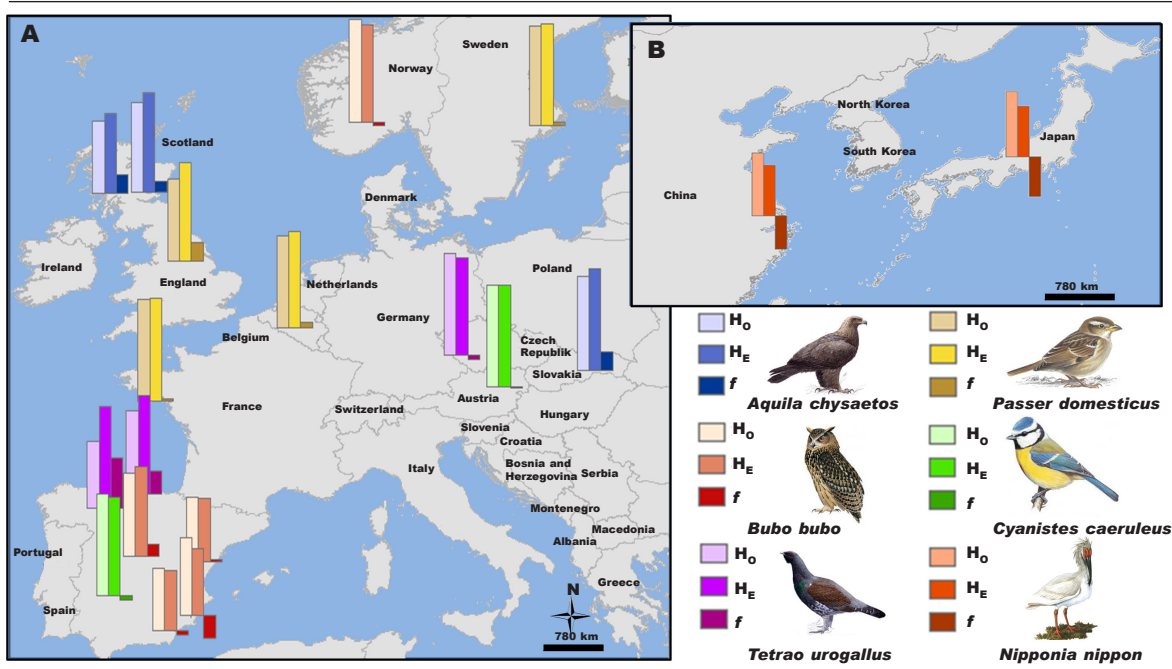 A
Sweden
Norway
Scotland
Denmark
Ireland
England
Netherlands
Poland
Germany
Belgium
Czech
Republik
Slovakia
France
Austria
Switzerland
Hungary
Slovenia
Croatia
Italy
Bosnia and
Herzegovina
Serbia
Montenegro
Macedonia
Albania
Portugal
Greece
Spain
N
780 km
B
North Korea
Japan
South Korea
China
780 km
HO
HE
f
Aquila chysaetos
HO
HE
f
Passer domesticus
HO
HE
f
Bubo bubo
HO
HE
f
Cyanistes caeruleus
HO
HE
f
Tetrao urogallus
HO
HE
f
Nipponia nippon